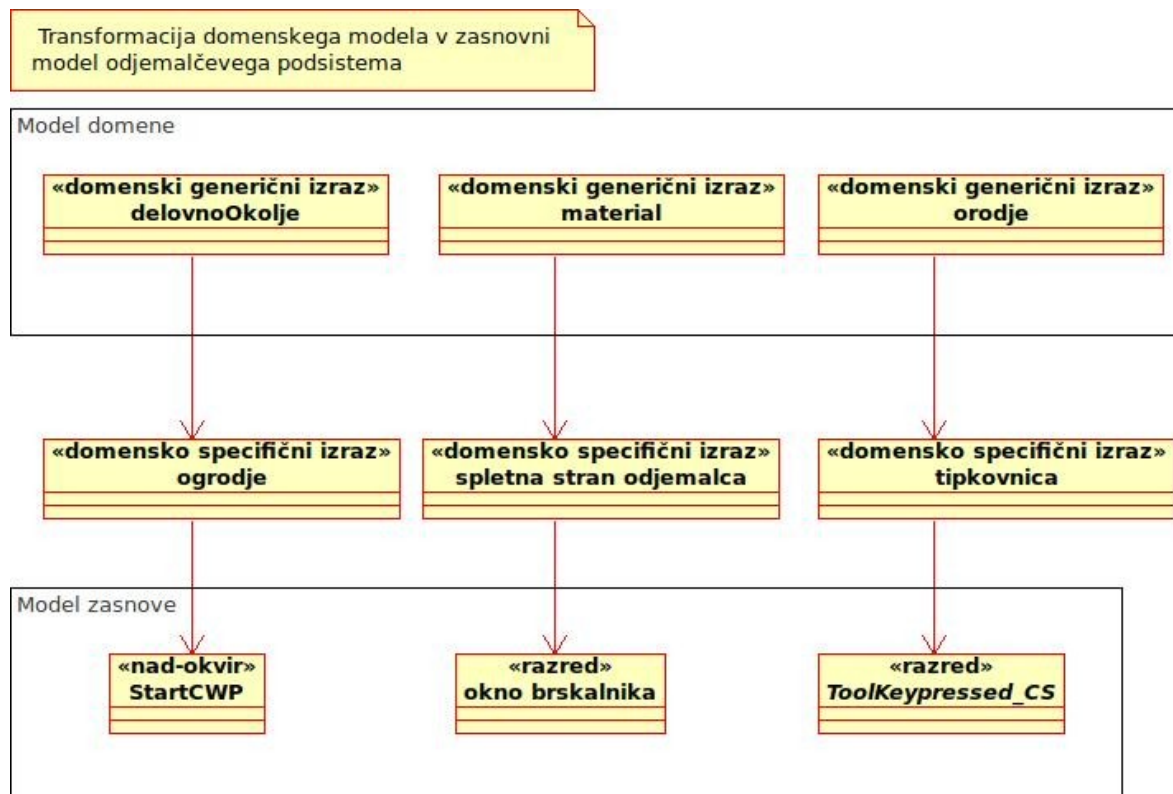 Transformacija domenskega modela v zasnovni
model odjemalčevega podsistema
Model domene
«domenski generični izraz»
delovnoOkolje
«domenski generični izraz»
material
«domenski generični izraz»
orodje
«domensko specifični izraz»
ogrodje
«domensko specifični izraz»
spletna stran odjemalca
«domensko specifični izraz»
tipkovnica
Model zasnove
«nad-okvir»
StartCWP
«razred»
okno brskalnika
«razred»
ToolKeypressed_CS